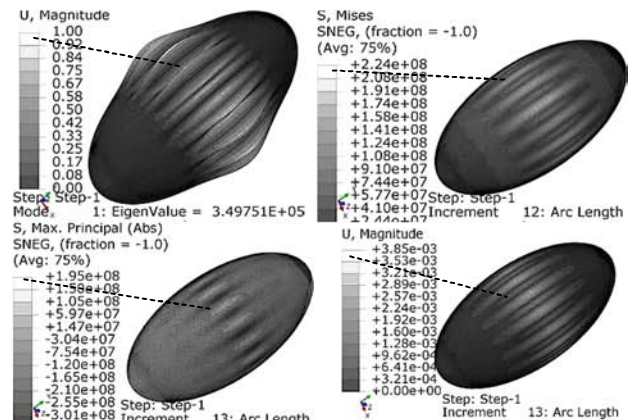 U, Magnitude
1.00
0.92
0.84
0.75
0.67
0.58
0.50
0.42
0.33
0.25
0.17
0.08
0.00
Step: Step-1
Mode 1: EigenValue = 3.49751E+05
S, Mises
SNEG, (fraction = -1.0)
(Avg: 75%)
+2.24e+08
+2.08e+08
+1.91e+08
+1.74e+08
+1.58e+08
+1.41e+08
+1.24e+08
+1.08e+08
+9.10e+07
+7.44e+07
+5.77e+07
+4.10e+07
+2.44e+07
Step: Step-1
Increment 12: Arc Length
S, Max. Principal (Abs)
SNEG, (fraction = -1.0)
(Avg: 75%)
+1.95e+08
+1.50e+08
+1.05e+08
+5.97e+07
+1.47e+07
-3.04e+07
-7.54e+07
-1.20e+08
-1.65e+08
-2.10e+08
-2.55e+08
-3.01e+08
Step: Step-1
Increment 13: Arc Length
U, Magnitude
+3.85e-03
+3.53e-03
+3.21e-03
+2.89e-03
+2.57e-03
+2.24e-03
+1.92e-03
+1.60e-03
+1.28e-03
+9.62e-04
+6.41e-04
+3.21e-04
+0.00e+00
Step: Step-1
Increment 13: Arc Length